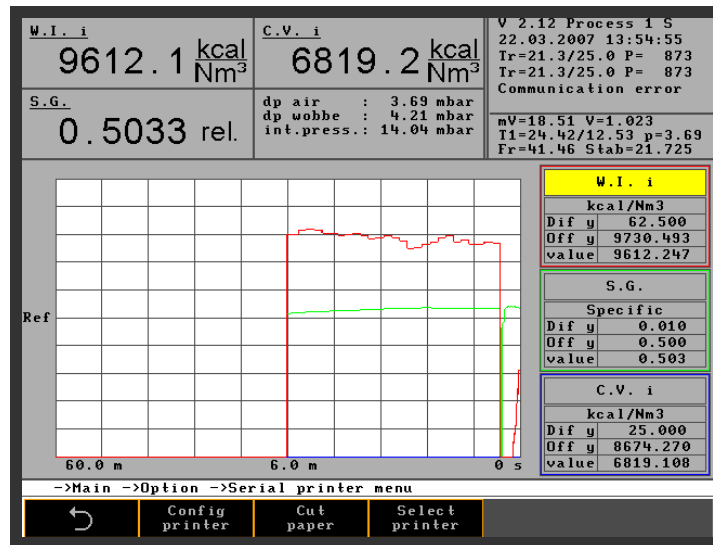 W.I. i
9612.1 kcal/Nm³
C.V. i
6819.2 kcal/Nm³
V 2.12 Process 1 S
22.03.2007 13:54:55
Tr=21.3/25.0 P= 873
Tr=21.3/25.0 P= 873
Communication error
S.G.
0.5033 rel.
dp air : 3.69 mbar
dp wobbe : 4.21 mbar
int.press.: 14.04 mbar
mV=18.51 V=1.023
T1=24.42/12.53 p=3.69
Fr=41.46 Stab=21.725
W.I. i
kcal/Nm3
Dif y 62.500
Off y 9730.493
value 9612.247
S.G.
Specific
Dif y 0.010
Off y 0.500
value 0.503
C.V. i
kcal/Nm3
Dif y 25.000
Off y 8674.270
value 6819.108
Ref
60.0 m 6.0 m 0 s
->Main ->Option ->Serial printer menu
Config printer
Cut paper
Select printer